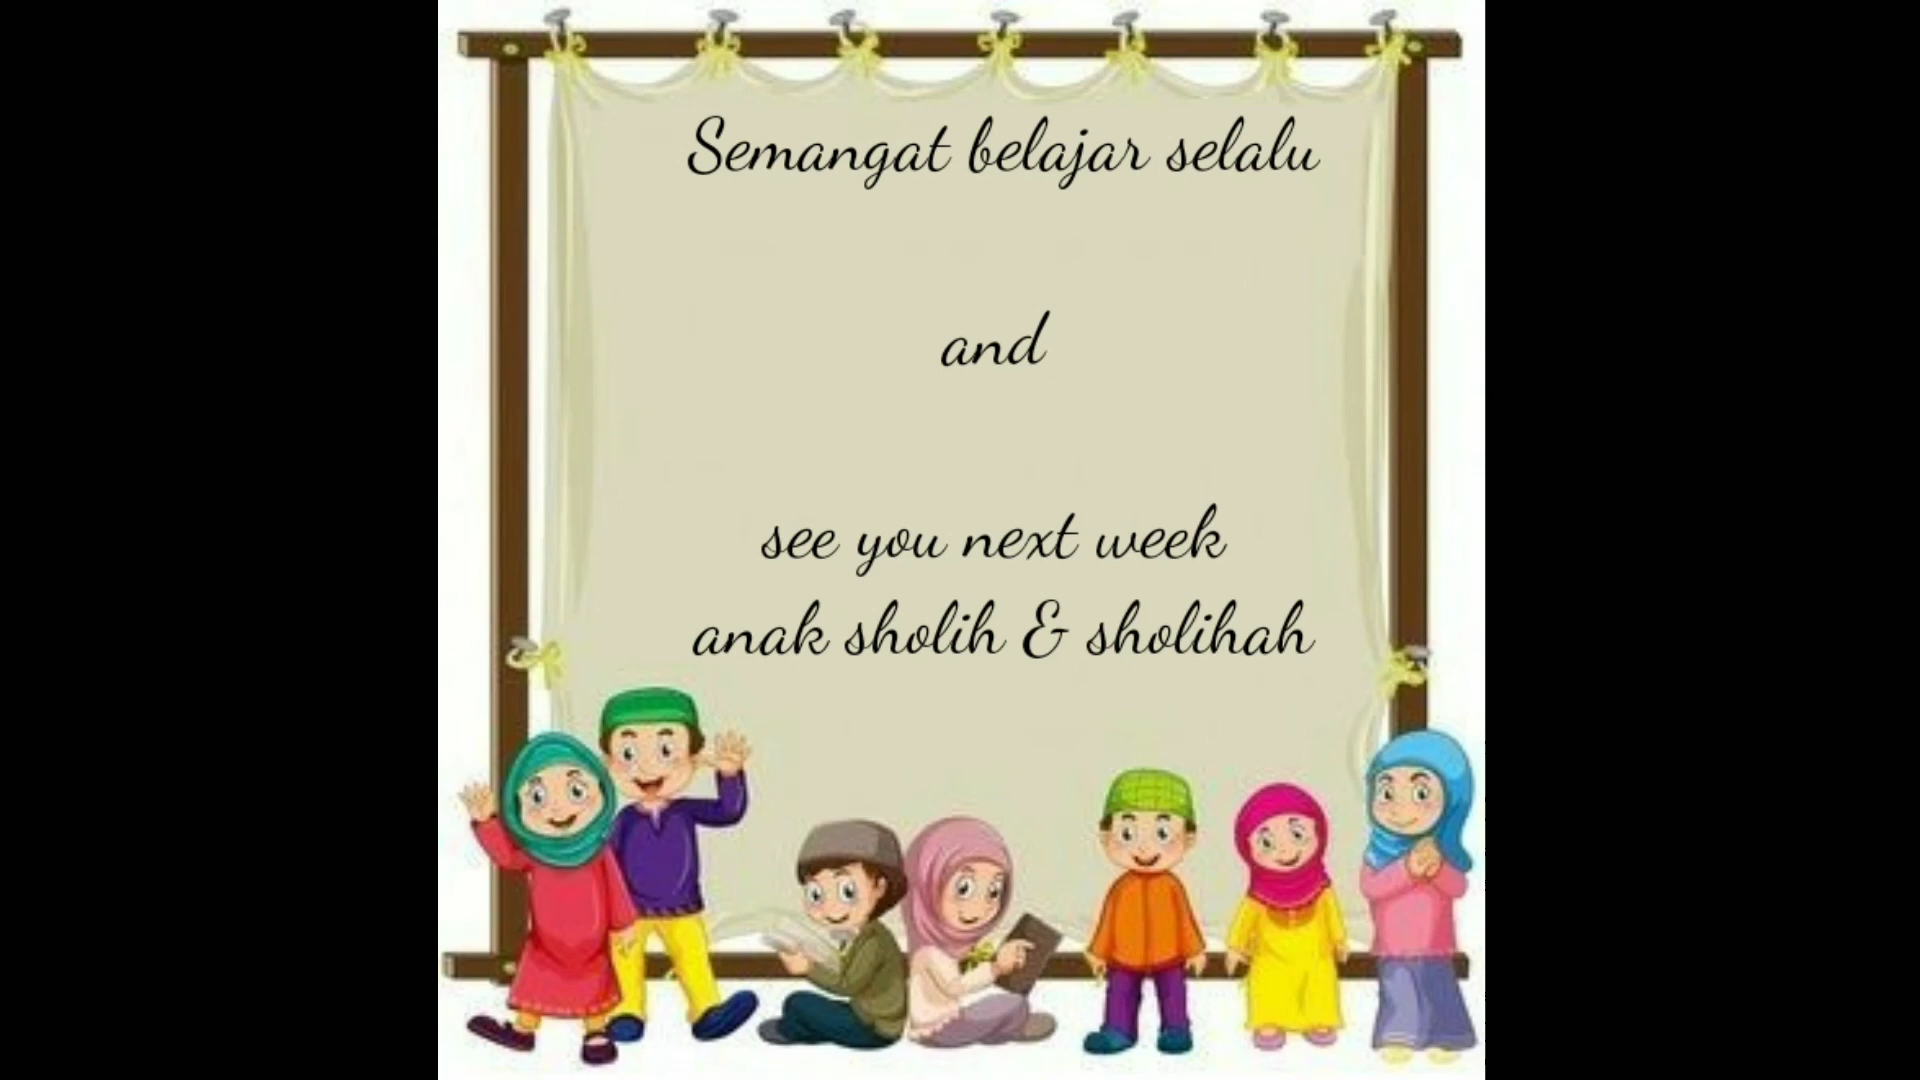 Semangat belajar selalu
and
see you next week
anak sholih & sholihah